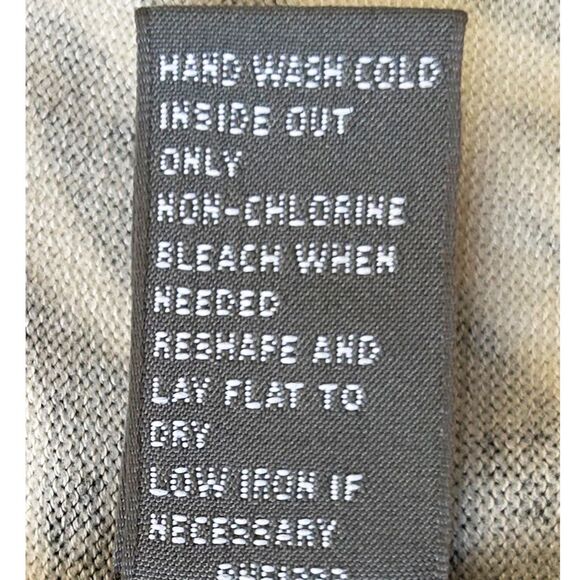 HAND WASH COLD
INSIDE OUT
ONLY
NON-CHLORINE
BLEACH WHEN
NEEDED
RESHAPE AND
LAY FLAT TO
DRY
LOW IRON IF
NECESSARY